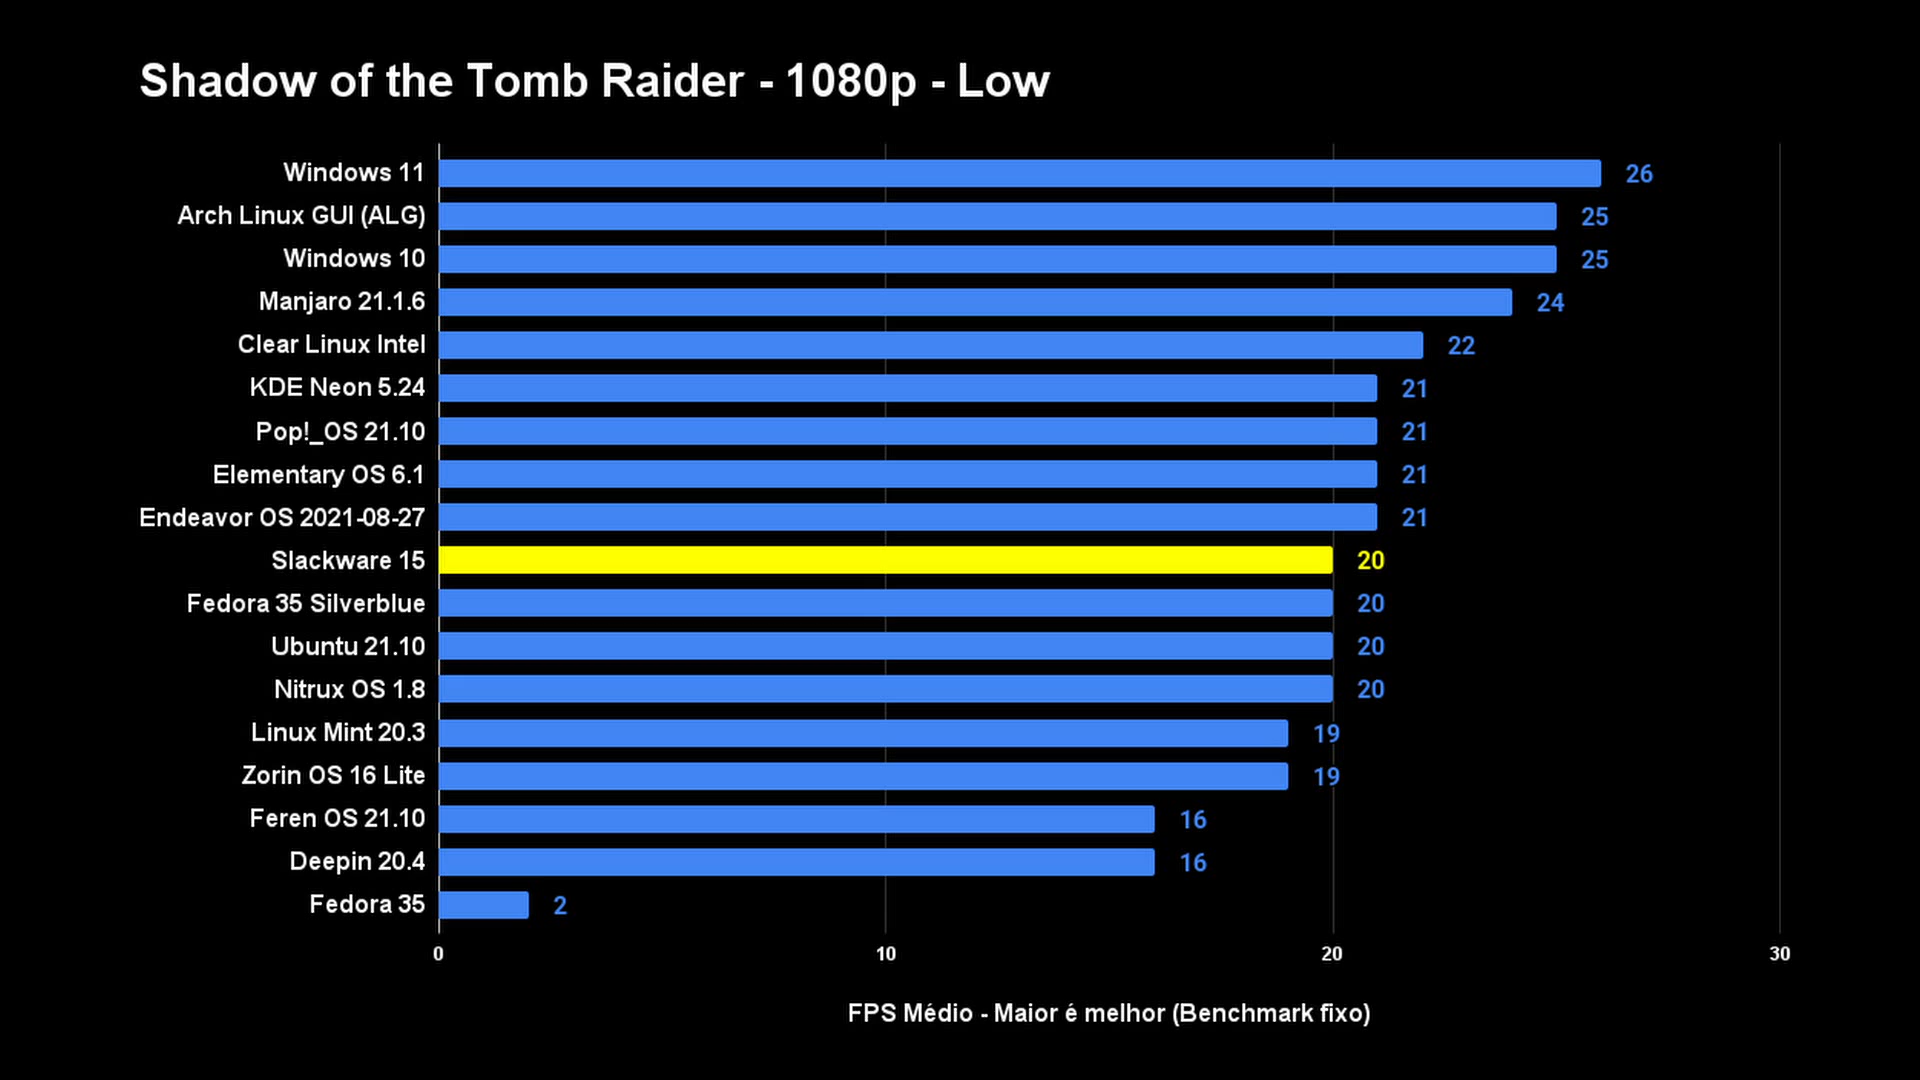 Shadow of the Tomb Raider - 1080p - Low
Windows 11 26
Arch Linux GUI (ALG) 25
Windows 10 25
Manjaro 21.1.6 24
Clear Linux Intel 22
KDE Neon 5.24 21
Pop!_OS 21.10 21
Elementary OS 6.1 21
Endeavor OS 2021-08-27 21
Slackware 15 20
Fedora 35 Silverblue 20
Ubuntu 21.10 20
Nitrux OS 1.8 20
Linux Mint 20.3 19
Zorin OS 16 Lite 19
Feren OS 21.10 16
Deepin 20.4 16
Fedora 35 2
0 10 20 30
FPS Médio - Maior é melhor (Benchmark fixo)